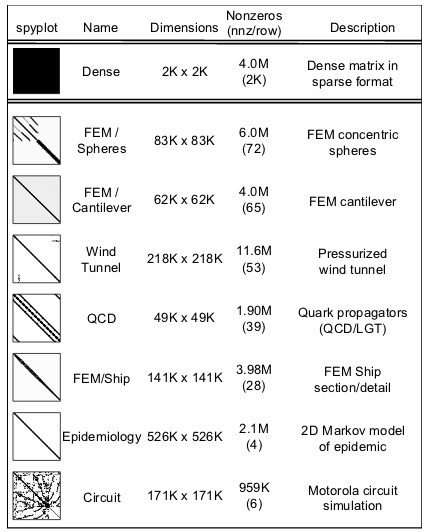 spyplot Name Dimensions Nonzeros (nnz/row) Description
Dense 2K x 2K 4.0M (2K) Dense matrix in sparse format
FEM / Spheres 83K x 83K 6.0M (72) FEM concentric spheres
FEM / Cantilever 62K x 62K 4.0M (65) FEM cantilever
Wind Tunnel 218K x 218K 11.6M (53) Pressurized wind tunnel
QCD 49K x 49K 1.90M (39) Quark propagators (QCD/LGT)
FEM/Ship 141K x 141K 3.98M (28) FEM Ship section/detail
Epidemiology 526K x 526K 2.1M (4) 2D Markov model of epidemic
Circuit 171K x 171K 959K (6) Motorola circuit simulation